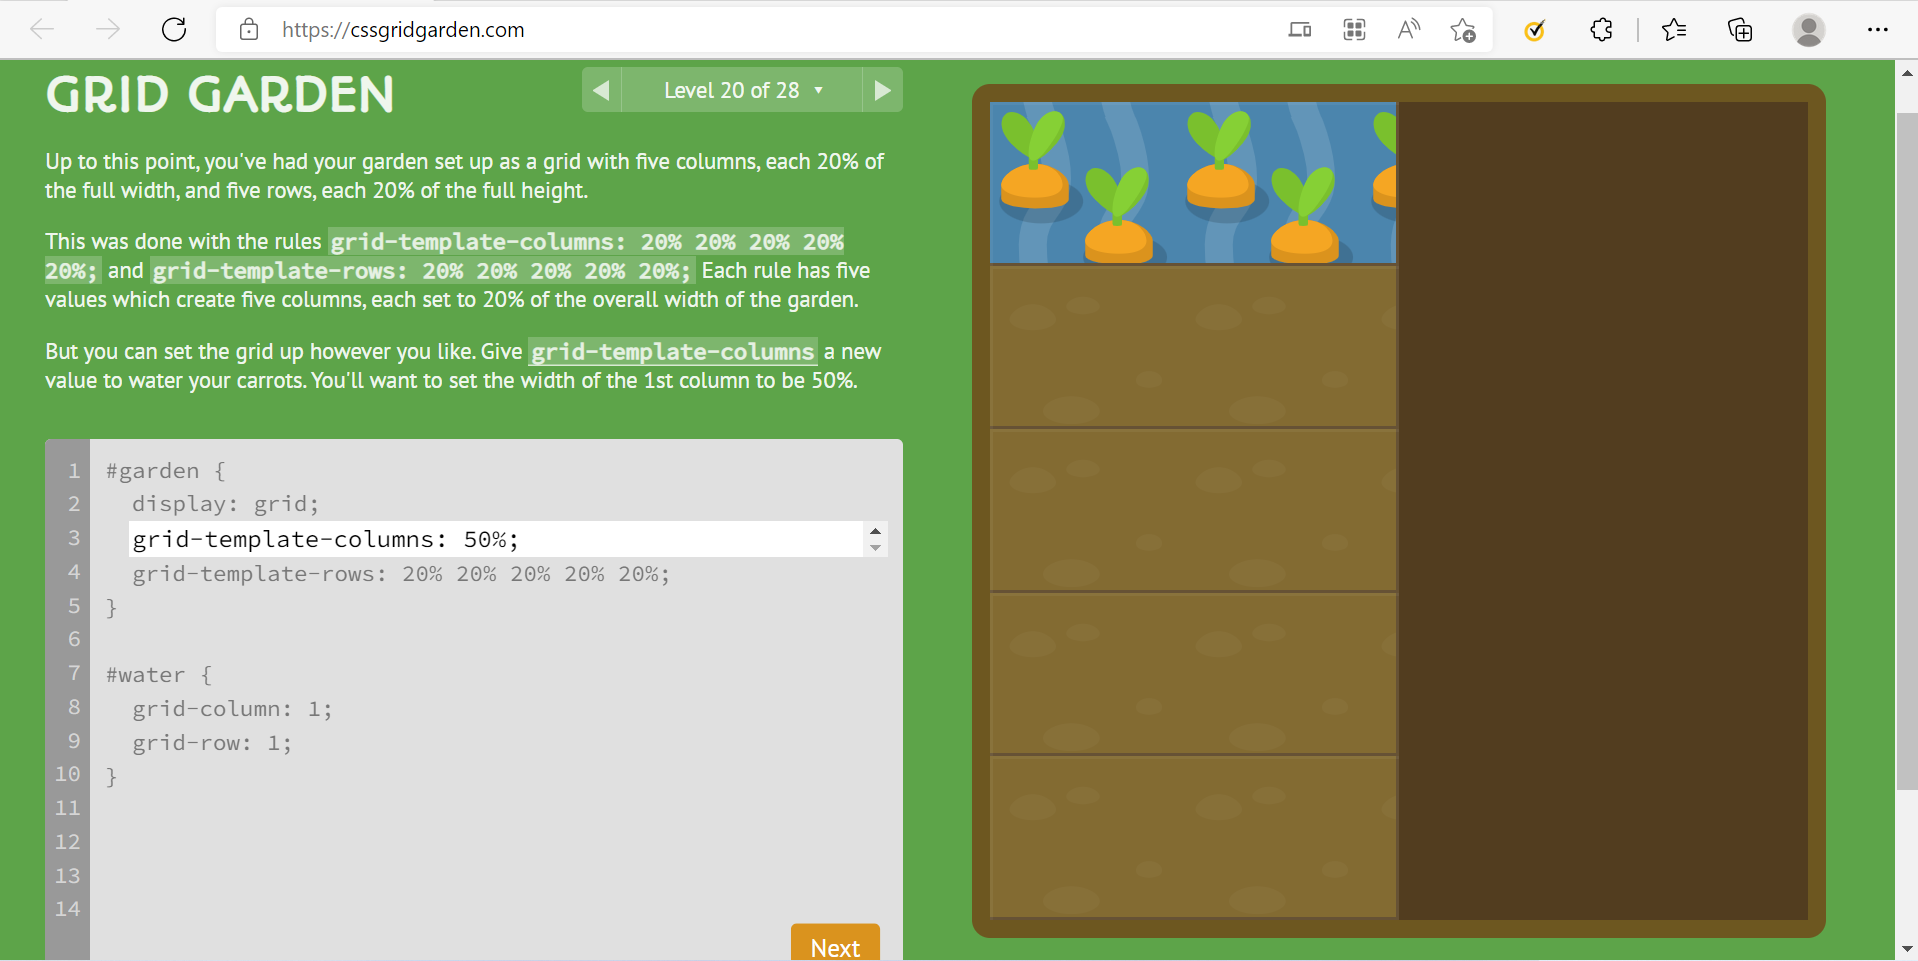 https://cssgridgarden.com
GRID GARDEN
Level 20 of 28
Up to this point, you've had your garden set up as a grid with five columns, each 20% of
the full width, and five rows, each 20% of the full height.
This was done with the rules grid-template-columns: 20% 20% 20% 20%
20%; and grid-template-rows: 20% 20% 20% 20% 20%; Each rule has five
values which create five columns, each set to 20% of the overall width of the garden.
But you can set the grid up however you like. Give grid-template-columns a new
value to water your carrots. You'll want to set the width of the 1st column to be 50%.
1 #garden {
2 display: grid;
3 grid-template-columns: 50%;
4 grid-template-rows: 20% 20% 20% 20% 20%;
5 }
6
7 #water {
8 grid-column: 1;
9 grid-row: 1;
10 }
11
12
13
14
Next